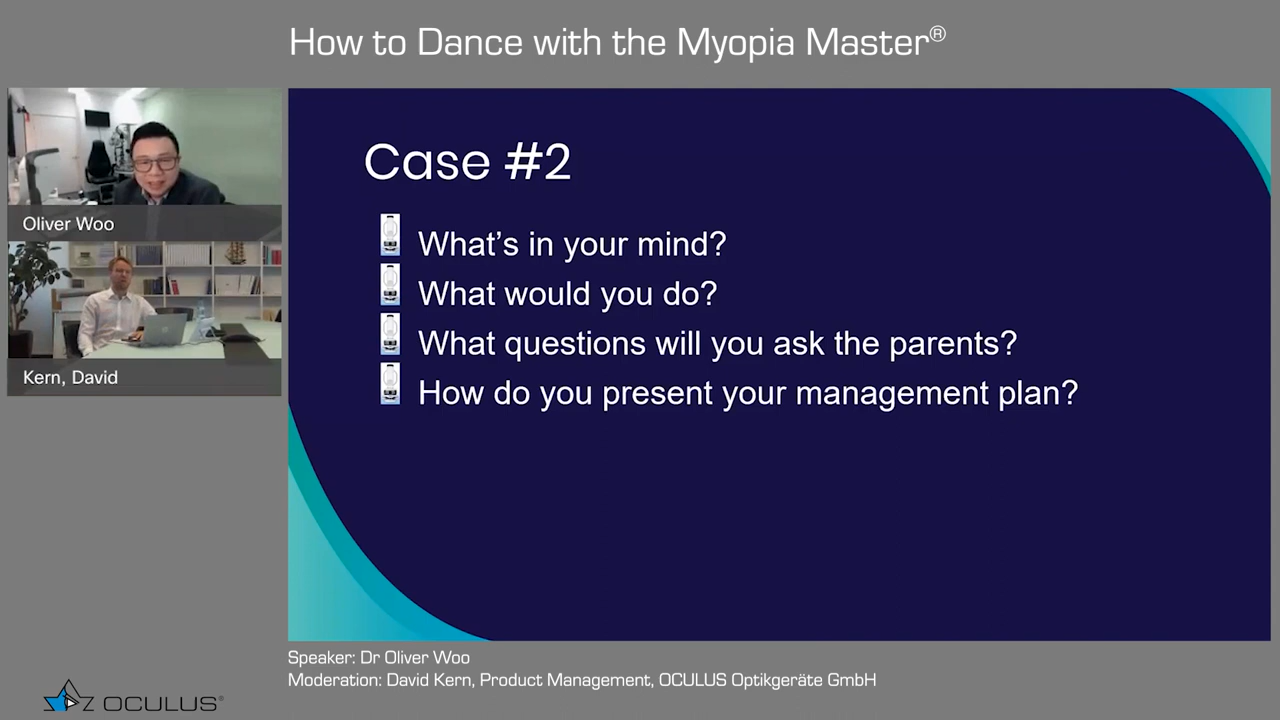 How to Dance with the Myopia Master®
Oliver Woo
Kern, David
Case #2
What's in your mind?
What would you do?
What questions will you ask the parents?
How do you present your management plan?
Speaker: Dr Oliver Woo
Moderation: David Kern, Product Management, OCULUS Optikgeräte GmbH
OCULUS®